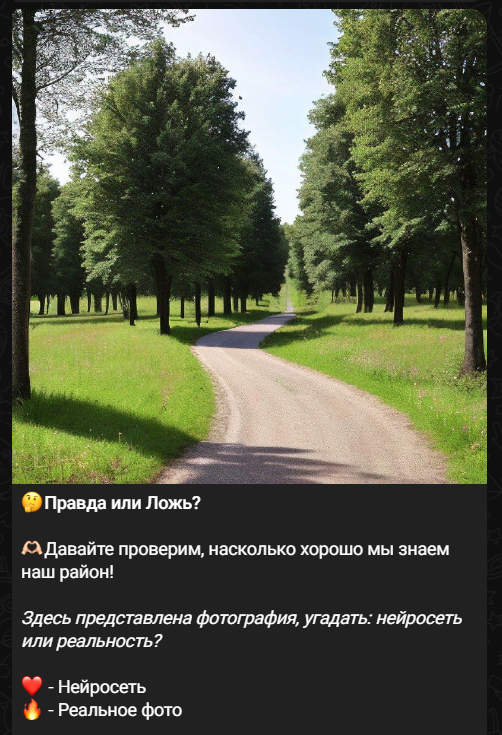 🤔Правда или Ложь?
🫶🏻Давайте проверим, насколько хорошо мы знаем
наш район!
Здесь представлена фотография, угадать: нейросеть
или реальность?
❤️ - Нейросеть
🔥 - Реальное фото